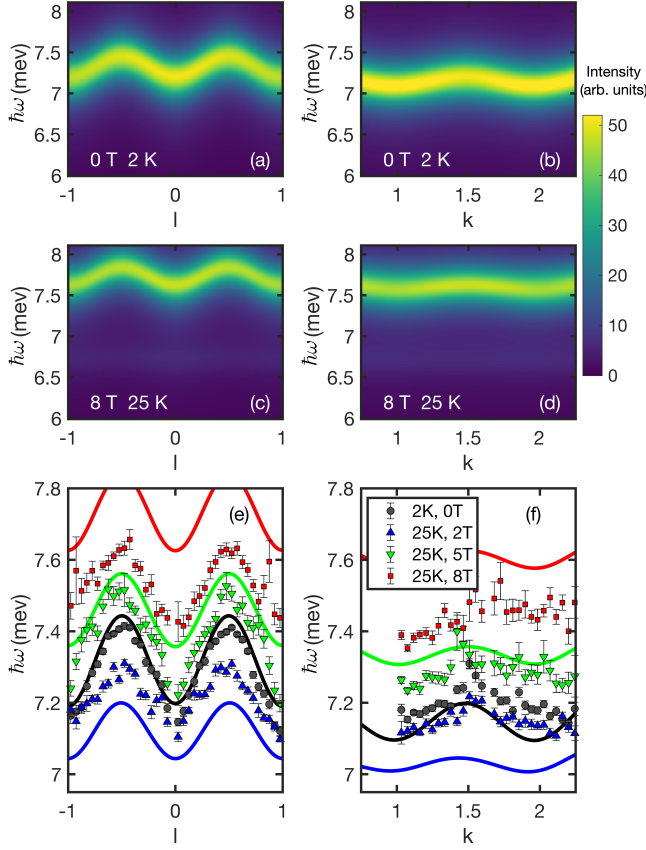 8
7.5
7
6.5
6
ħω (mev)
0 T 2 K
(a)
-1
0
1
l
8
7.5
7
6.5
6
ħω (mev)
0 T 2 K
(b)
1
1.5
2
k
Intensity
(arb. units)
50
40
30
20
10
0
8
7.5
7
6.5
6
ħω (mev)
8 T 25 K
(c)
-1
0
1
l
8
7.5
7
6.5
6
ħω (mev)
8 T 25 K
(d)
1
1.5
2
k
7.8
7.6
7.4
7.2
7
ħω (mev)
(e)
-1
0
1
l
7.8
7.6
7.4
7.2
7
ħω (mev)
(f)
2K, 0T
25K, 2T
25K, 5T
25K, 8T
1
1.5
2
k